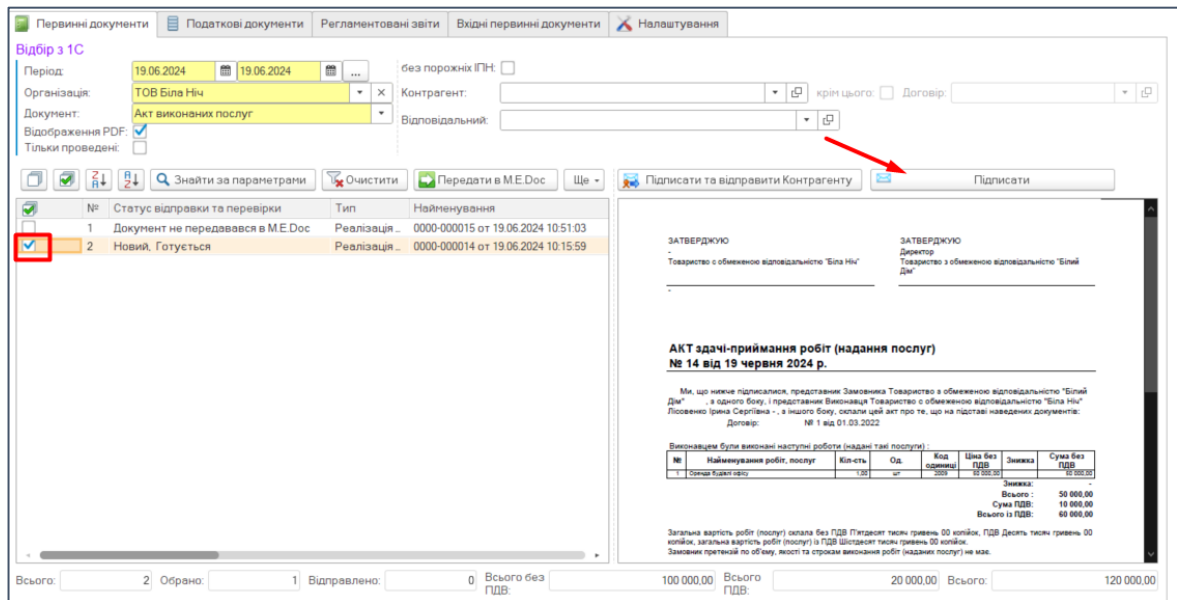 Первинні документи Податкові документи Регламентовані звіти Вхідні первинні документи Налаштування
Відбір з 1С
Період: 19.06.2024 19.06.2024 ... без порожніх ІПН:
Організація: ТОВ Біла Ніч Контрагент: крім цього: Договір:
Документ: Акт виконаних послуг Відповідальний:
Відображення PDF:
Тільки проведені:
Знайти за параметрами Очистити Передати в M.E.Doc Ще Підписати та відправити Контрагенту Підписати
№ Статус відправки та перевірки Тип Найменування
1 Документ не передавався в M.E.Doc Реалізація... 0000-000015 от 19.06.2024 10:51:03
2 Новий, Готується Реалізація... 0000-000014 от 19.06.2024 10:15:59
ЗАТВЕРДЖУЮ ЗАТВЕРДЖУЮ
- Директор
Товариство с обмеженою відповідальністю "Біла Ніч" Товариство з обмеженою відповідальністю "Білий
Дім"
-
АКТ здачі-приймання робіт (надання послуг)
№ 14 від 19 червня 2024 р.
Ми, що нижче підписалися, представник Замовника Товариство з обмеженою відповідальністю "Білий
Дім" , з одного боку, і представник Виконавця Товариство с обмеженою відповідальністю "Біла Ніч"
Лісовенко Ірина Сергіївна - , з іншого боку, склали цей акт про те, що на підставі наведених документів:
Договір: № 1 від 01.03.2022
Виконавцем були виконані наступні роботи (надані такі послуги) :
№ Найменування робіт, послуг Кіл-сть Од. Код одиниці Ціна без ПДВ Знижка Сума без ПДВ
1 Оренда будівлі офісу 1,00 шт 2009
Знижка: -
Всього : 50 000,00
Сума ПДВ: 10 000,00
Всього із ПДВ: 60 000,00
Загальна вартість робіт (послуг) склала без ПДВ П'ятдесят тисяч гривень 00 копійок, ПДВ Десять тисяч гривень 00
копійок, загальна вартість робіт (послуг) із ПДВ Шістдесят тисяч гривень 00 копійок.
Замовник претензій по об'єму, якості та строкам виконання робіт (наданих послуг) не має.
Всього: 2 Обрано: 1 Відправлено: 0 Всього без ПДВ: 100 000,00 Всього ПДВ: 20 000,00 Всього: 120 000,00